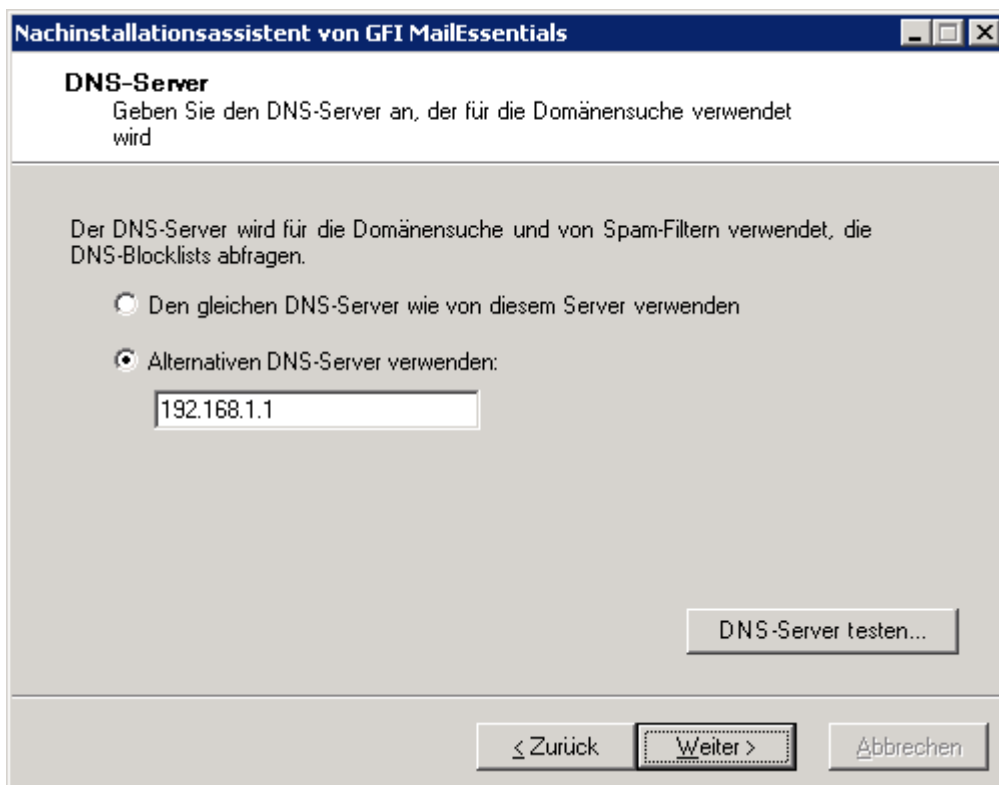 Nachinstallationsassistent von GFI MailEssentials
DNS-Server
Geben Sie den DNS-Server an, der für die Domänensuche verwendet
wird
Der DNS-Server wird für die Domänensuche und von Spam-Filtern verwendet, die
DNS-Blocklists abfragen.
Den gleichen DNS-Server wie von diesem Server verwenden
Alternativen DNS-Server verwenden:
192.168.1.1
DNS-Server testen...
< Zurück
Weiter >
Abbrechen